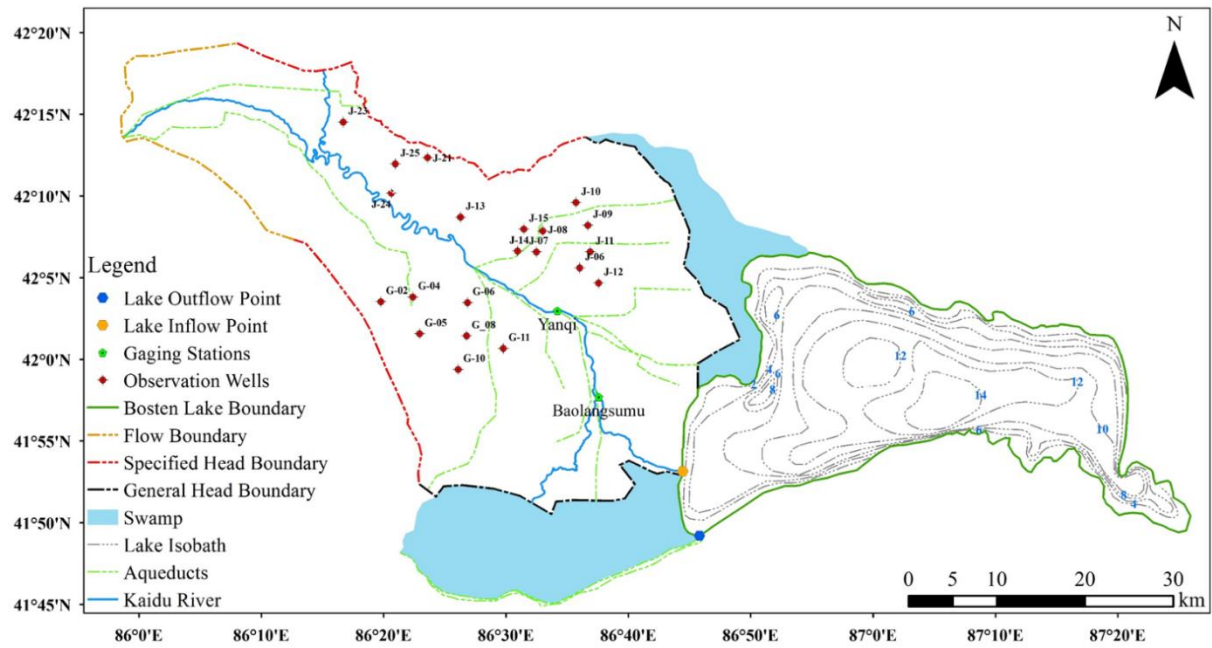 42°20'N
N
42°15'N
J-23
J-25
J-21
42°10'N
J-24
J-10
J-13
J-15
J-09
J-08
J-14
J-07
J-11
J-06
42°5'N
J-12
Legend
G-02
G-04
G-06
Lake Outflow Point
6
6
Lake Inflow Point
Yanqi
G-05
G_08
G-11
42°0'N
Gaging Stations
12
G-10
4
6
Observation Wells
2
8
12
14
Bosten Lake Boundary
Baolangsumu
Flow Boundary
10
6
41°55'N
Specified Head Boundary
General Head Boundary
8
4
Swamp
41°50'N
Lake Isobath
Aqueducts
0 5 10 20 30
Kaidu River
km
41°45'N
86°0'E 86°10'E 86°20'E 86°30'E 86°40'E 86°50'E 87°0'E 87°10'E 87°20'E